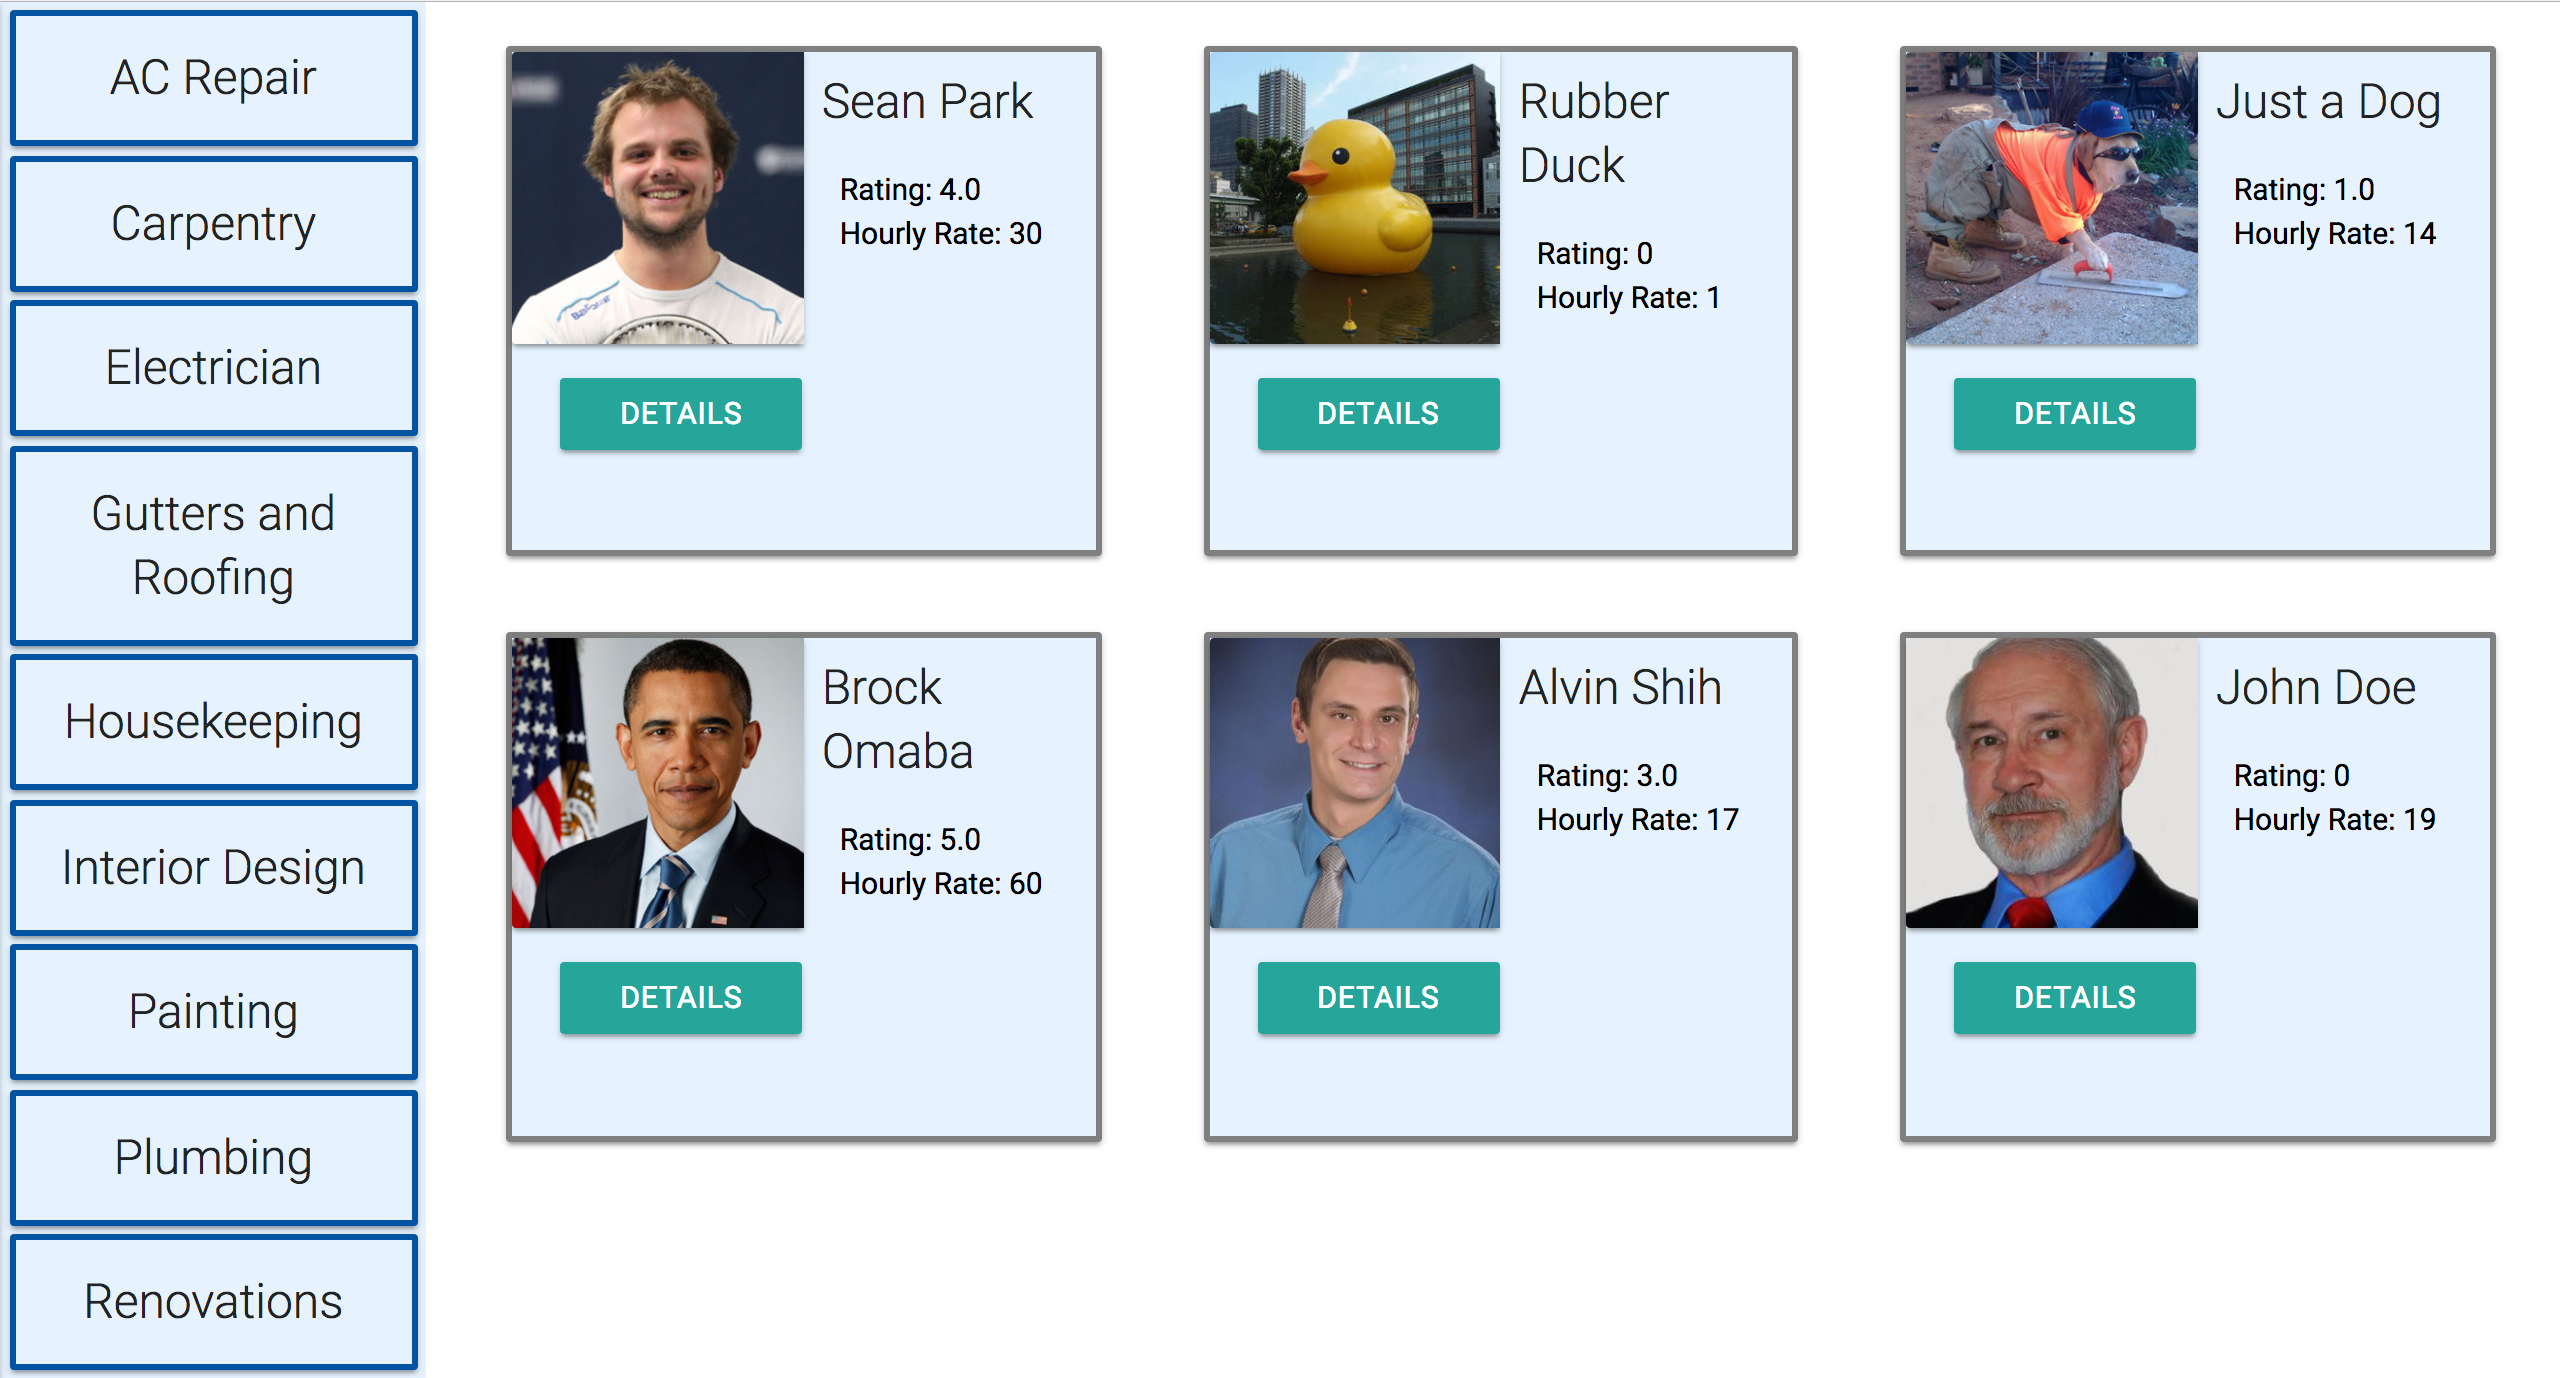 AC Repair
Carpentry
Electrician
Gutters and
Roofing
Housekeeping
Interior Design
Painting
Plumbing
Renovations
Sean Park
Rating: 4.0
Hourly Rate: 30
DETAILS
Rubber
Duck
Rating: 0
Hourly Rate: 1
DETAILS
Just a Dog
Rating: 1.0
Hourly Rate: 14
DETAILS
Brock
Omaba
Rating: 5.0
Hourly Rate: 60
DETAILS
Alvin Shih
Rating: 3.0
Hourly Rate: 17
DETAILS
John Doe
Rating: 0
Hourly Rate: 19
DETAILS